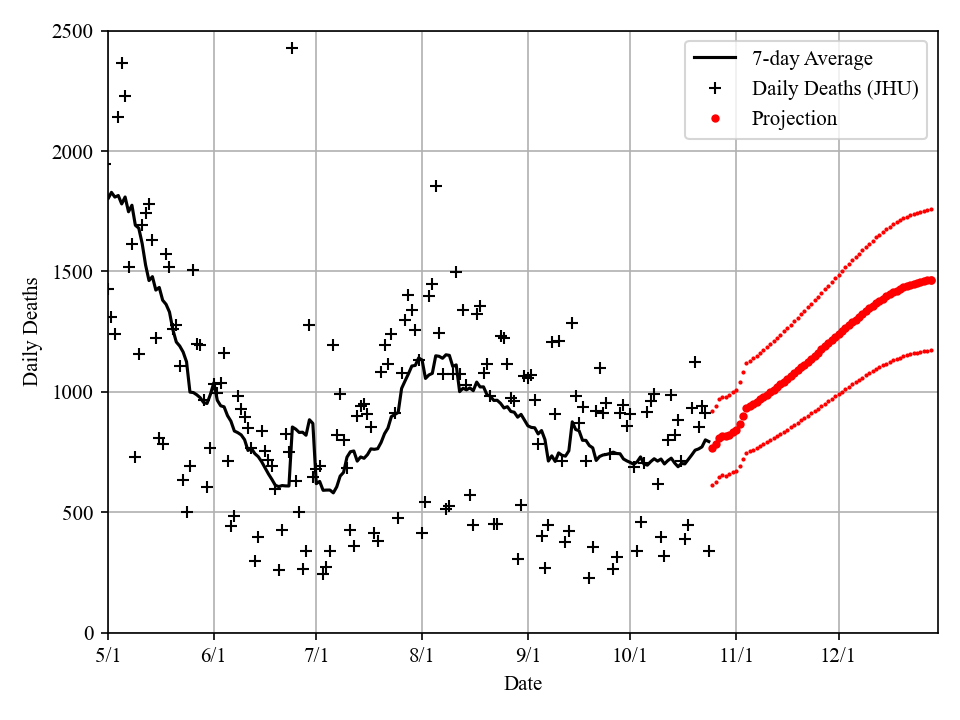 2500
2000
1500
1000
500
0
Daily Deaths
7-day Average
Daily Deaths (JHU)
Projection
5/1 6/1 7/1 8/1 9/1 10/1 11/1 12/1
Date